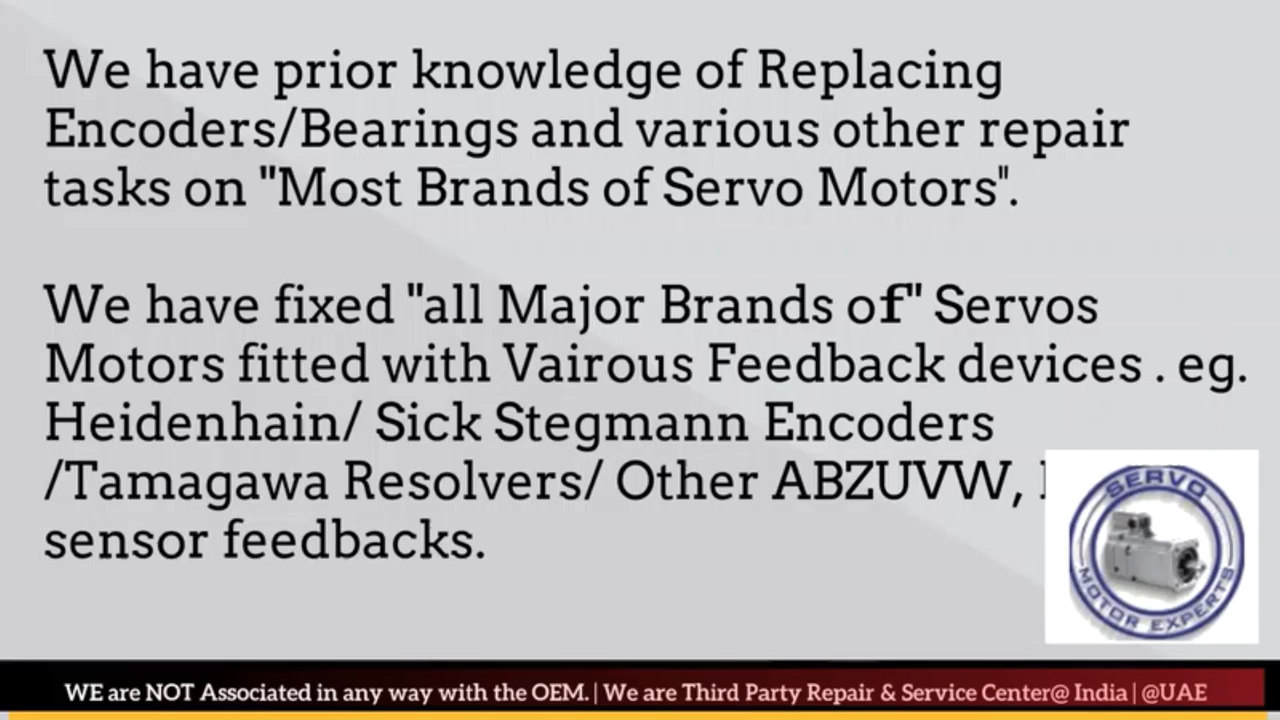 We have prior knowledge of Replacing
Encoders/Bearings and various other repair
tasks on "Most Brands of Servo Motors".
We have fixed "all Major Brands of" Servos
Motors fitted with Vairous Feedback devices . eg.
Heidenhain/ Sick Stegmann Encoders
/Tamagawa Resolvers/ Other ABZUVW,
sensor feedbacks.
SERVO
MOTOR EXPERTS
WE are NOT Associated in any way with the OEM. | We are Third Party Repair & Service Center@ India | @UAE